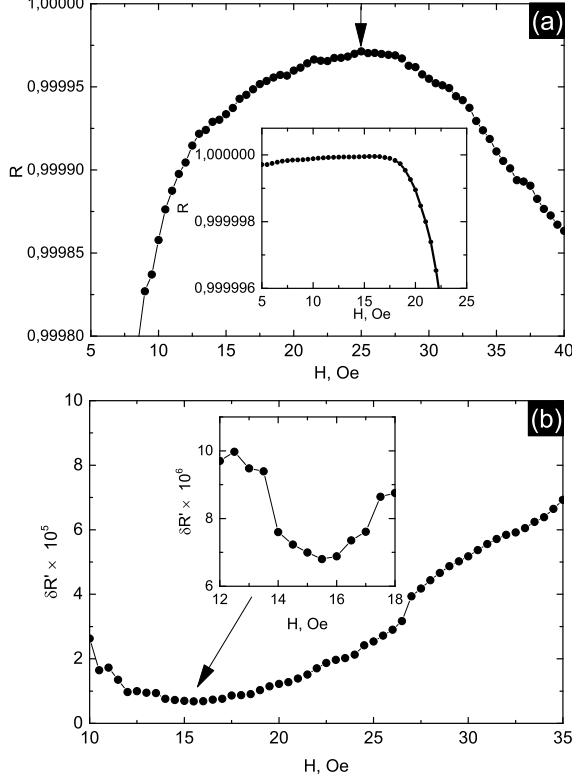 (a)
1,00000
0,99995
0,99990
0,99985
0,99980
R
5 10 15 20 25 30 35 40
H, Oe
1,000000
0,999998
0,999996
R
5 10 15 20 25
H, Oe
(b)
10
8
6
4
2
0
δR' × 10⁵
10 15 20 25 30 35
H, Oe
10
8
6
δR' × 10⁶
12 14 16 18
H, Oe